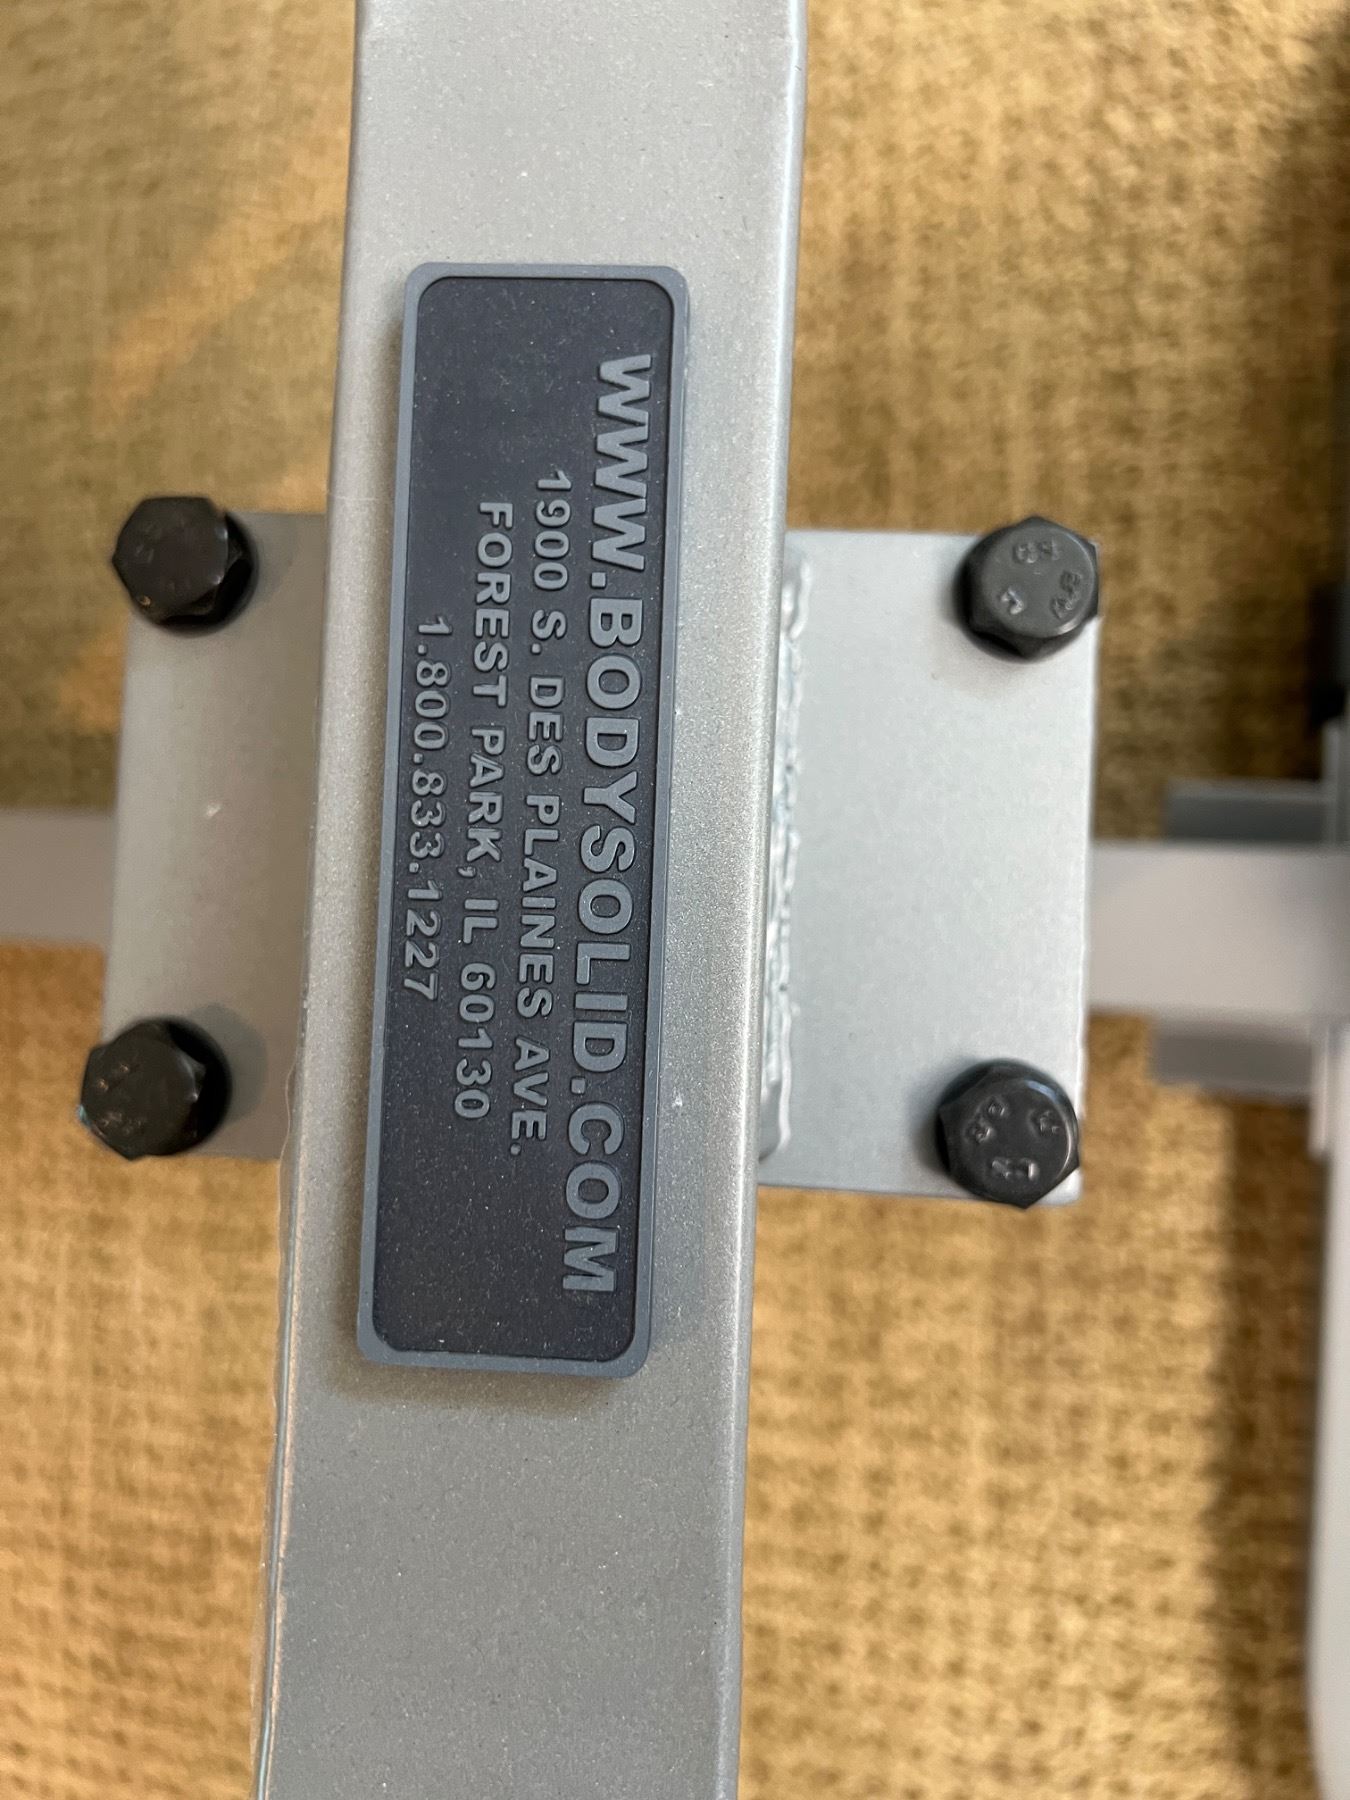 WWW.BODYSOLID.COM
1900 S. DES PLAINES AVE.
FOREST PARK, IL 60130
1.800.833.1227